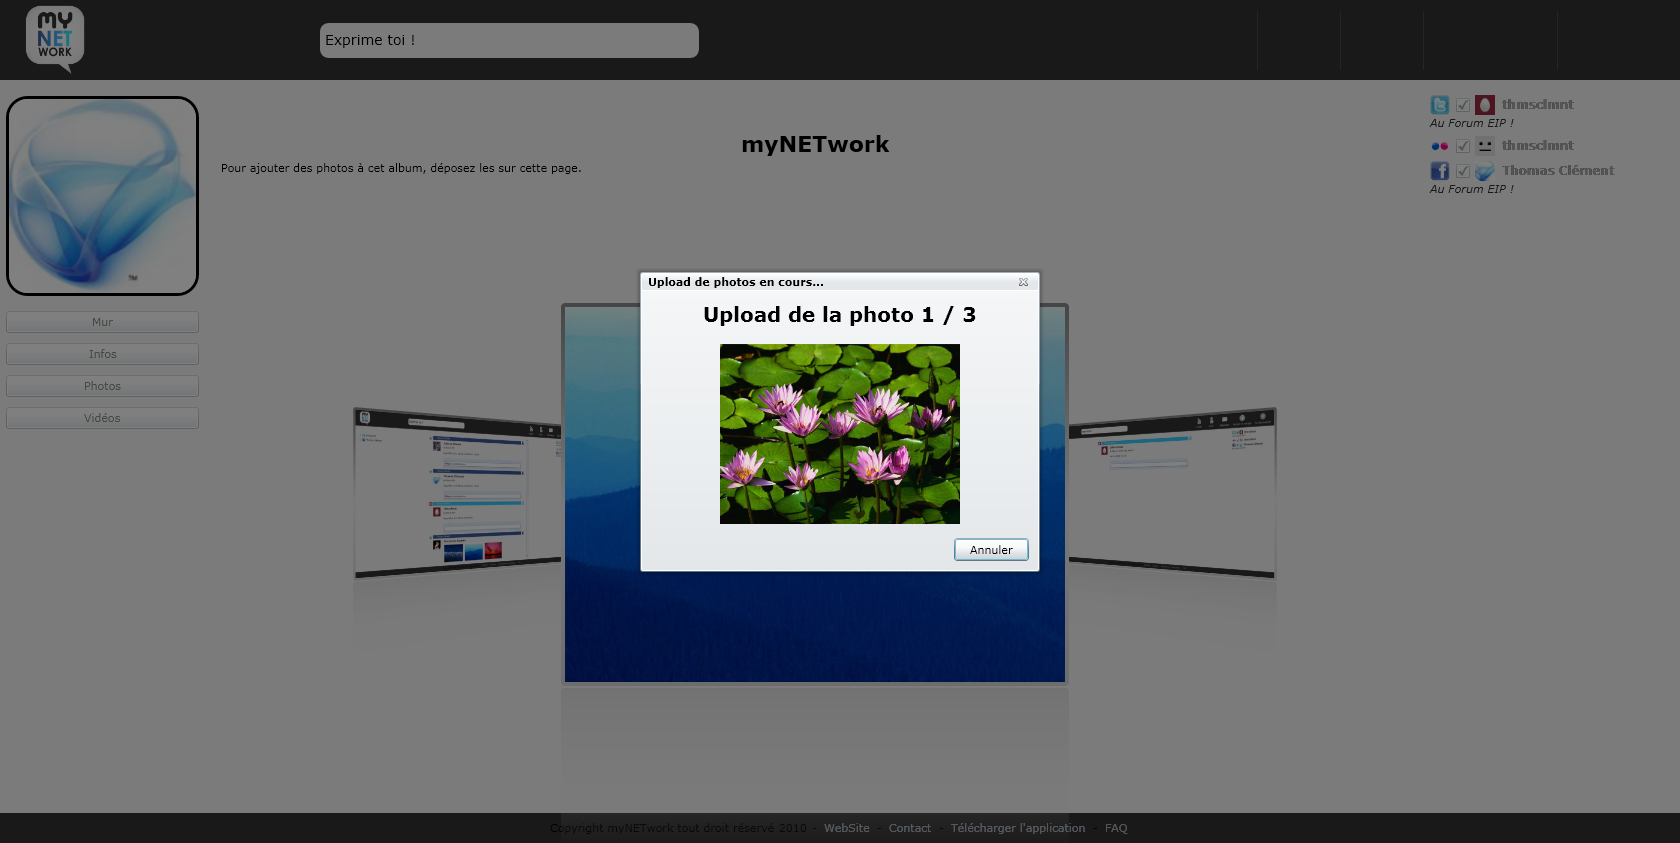 my
NET
WORK
Exprime toi !
thmsclmnt
Au Forum EIP !
thmsclmnt
Thomas Clément
Au Forum EIP !
myNETwork
Pour ajouter des photos à cet album, déposez les sur cette page.
Mur
Infos
Photos
Vidéos
Upload de photos en cours...
Upload de la photo 1 / 3
Annuler
Copyright myNETwork tout droit réservé 2010 - WebSite - Contact - Télécharger l'application - FAQ